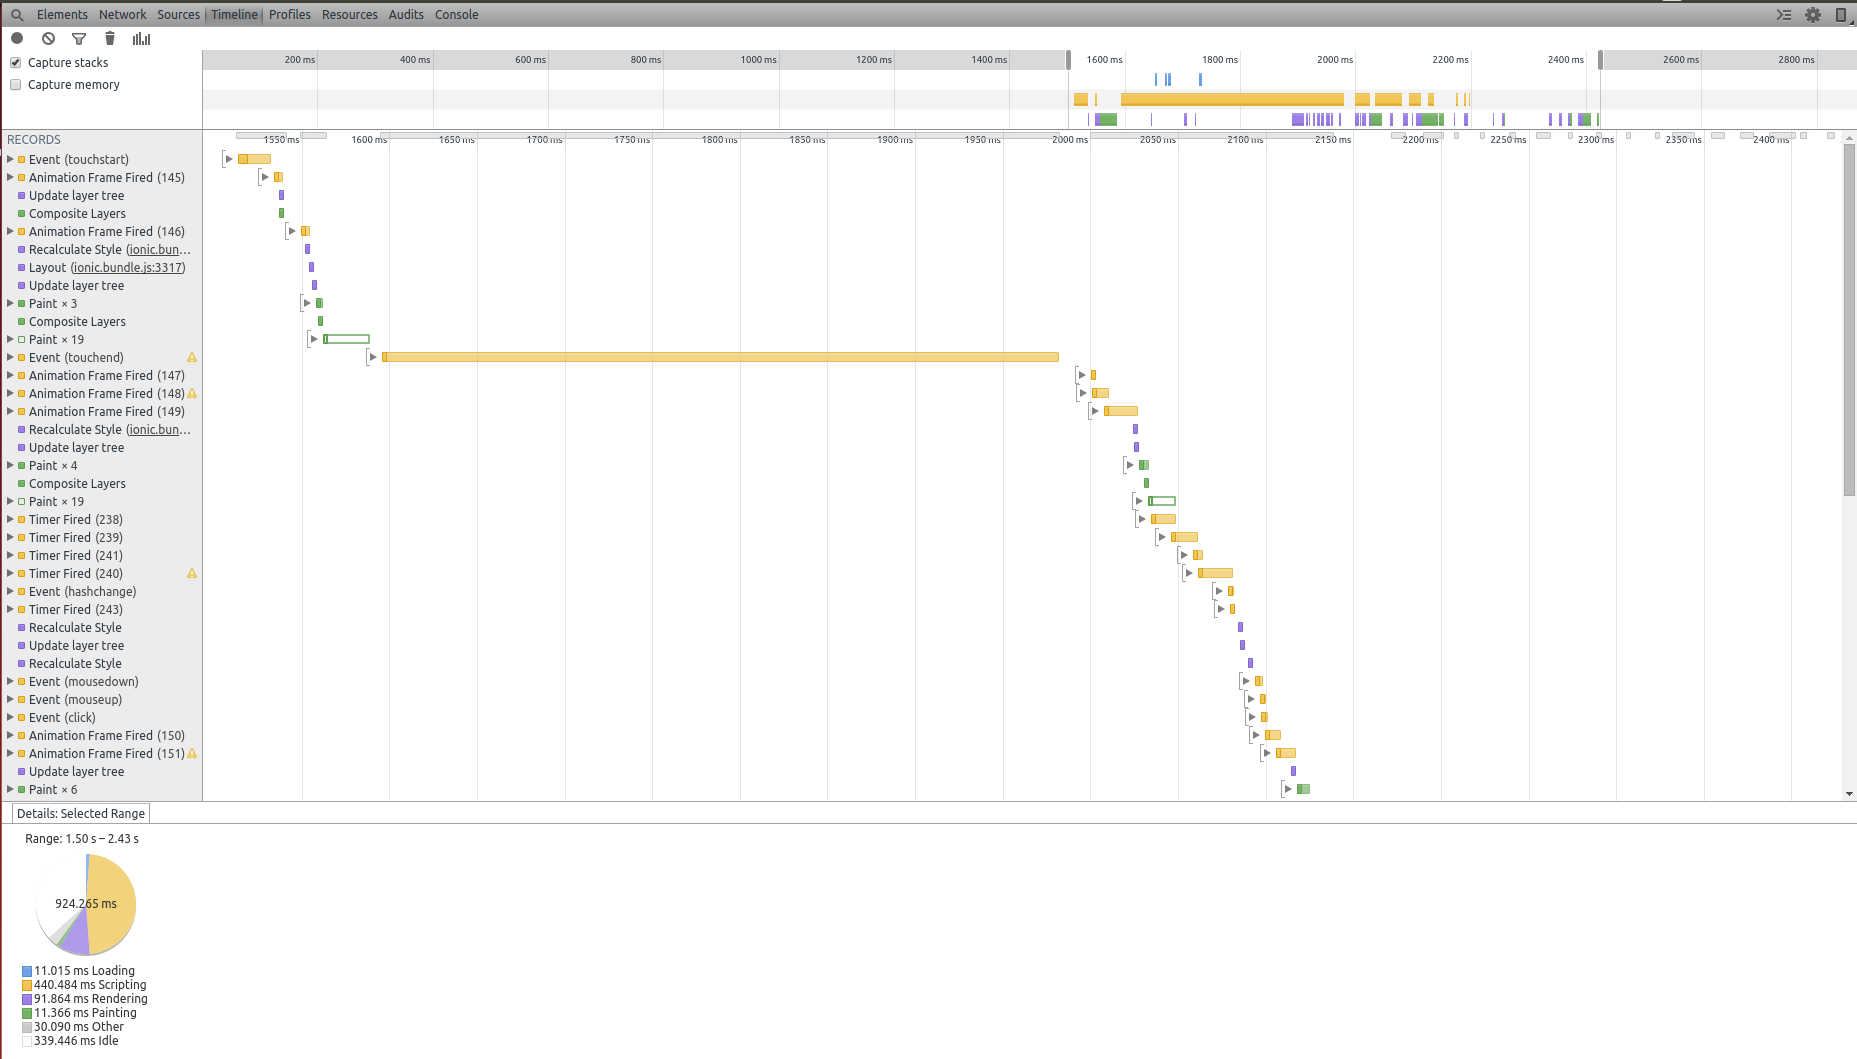 Elements Network Sources Timeline Profiles Resources Audits Console
Capture stacks
Capture memory
200 ms 400 ms 600 ms 800 ms 1000 ms 1200 ms 1400 ms 1600 ms 1800 ms 2000 ms 2200 ms 2400 ms 2600 ms 2800 ms
RECORDS
1550 ms 1600 ms 1650 ms 1700 ms 1750 ms 1800 ms 1850 ms 1900 ms 1950 ms 2000 ms 2050 ms 2100 ms 2150 ms 2200 ms 2250 ms 2300 ms 2350 ms 2400 ms
Event (touchstart)
Animation Frame Fired (145)
Update layer tree
Composite Layers
Animation Frame Fired (146)
Recalculate Style (ionic.bun...
Layout (ionic.bundle.js:3317)
Update layer tree
Paint × 3
Composite Layers
Paint × 19
Event (touchend)
Animation Frame Fired (147)
Animation Frame Fired (148)
Animation Frame Fired (149)
Recalculate Style (ionic.bun...
Update layer tree
Paint × 4
Composite Layers
Paint × 19
Timer Fired (238)
Timer Fired (239)
Timer Fired (241)
Timer Fired (240)
Event (hashchange)
Timer Fired (243)
Recalculate Style
Update layer tree
Recalculate Style
Event (mousedown)
Event (mouseup)
Event (click)
Animation Frame Fired (150)
Animation Frame Fired (151)
Update layer tree
Paint × 6
Details: Selected Range
Range: 1.50 s – 2.43 s
924.265 ms
11.015 ms Loading
440.484 ms Scripting
91.864 ms Rendering
11.366 ms Painting
30.090 ms Other
339.446 ms Idle